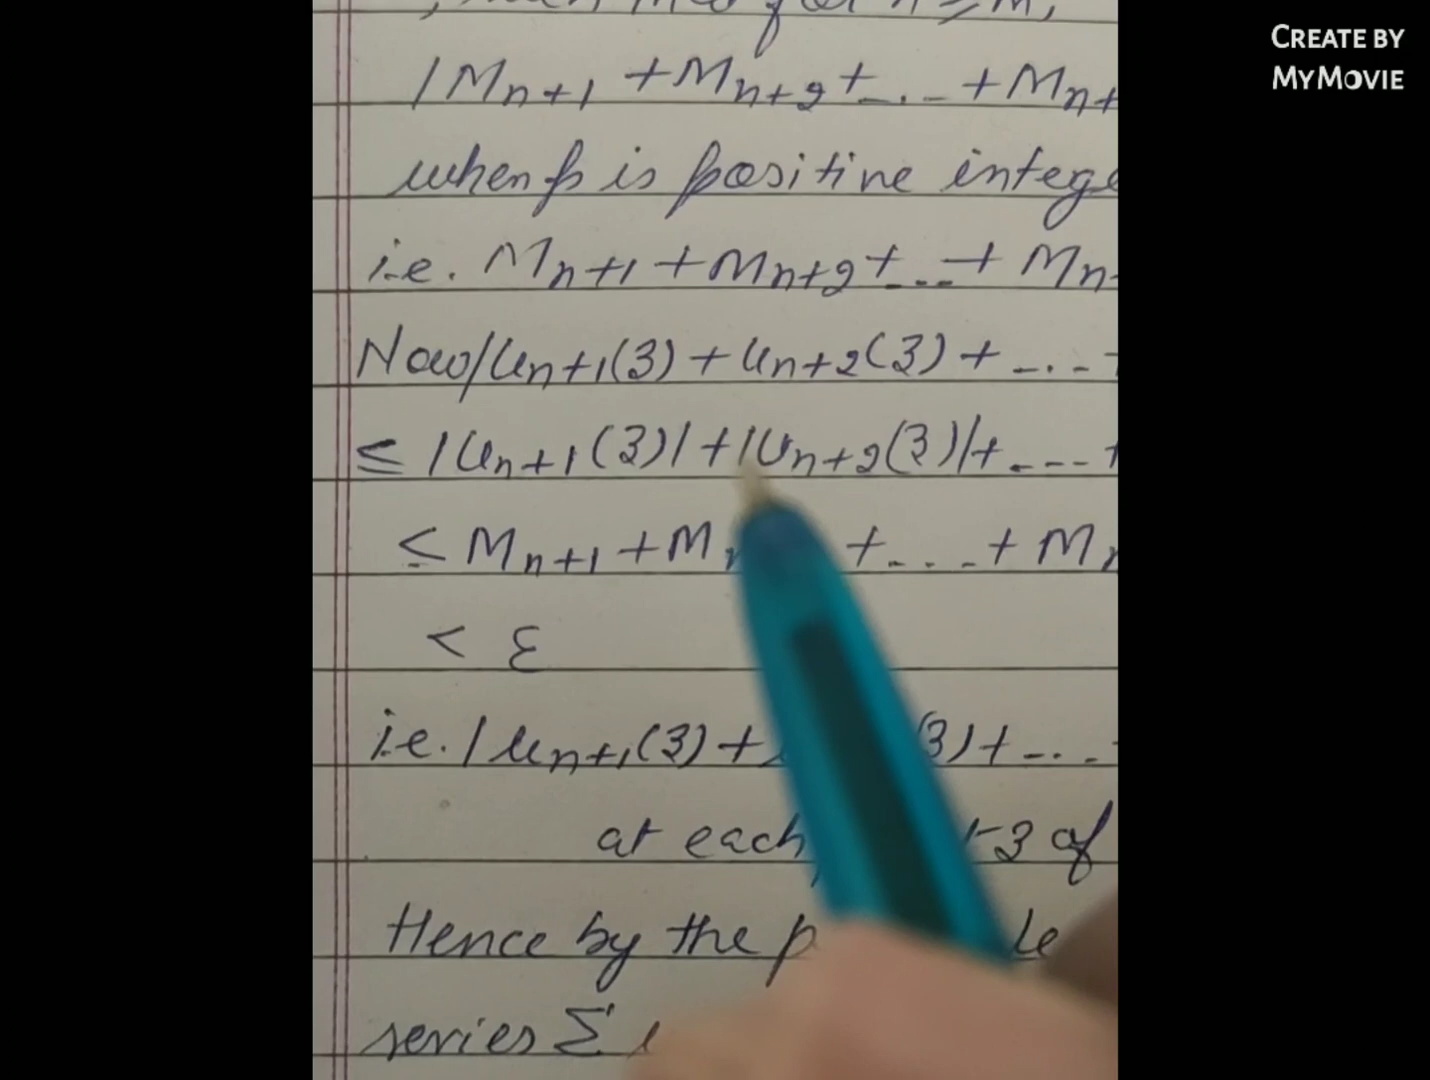 for n ≥ m,
|Mn+1 + Mn+2 + ... + Mn+
when p is positive intege
i.e. Mn+1 + Mn+2 + ... + Mn
Now |un+1(3) + un+2(3) + ....
≤ |un+1(3)| + |un+2(3)| + .... +
≤ Mn+1 + M + .... + M
< ε
i.e. |un+1(3) + 3) + ...
at each 3 of
Hence by the
series Σ
CREATE BY
MYMOVIE